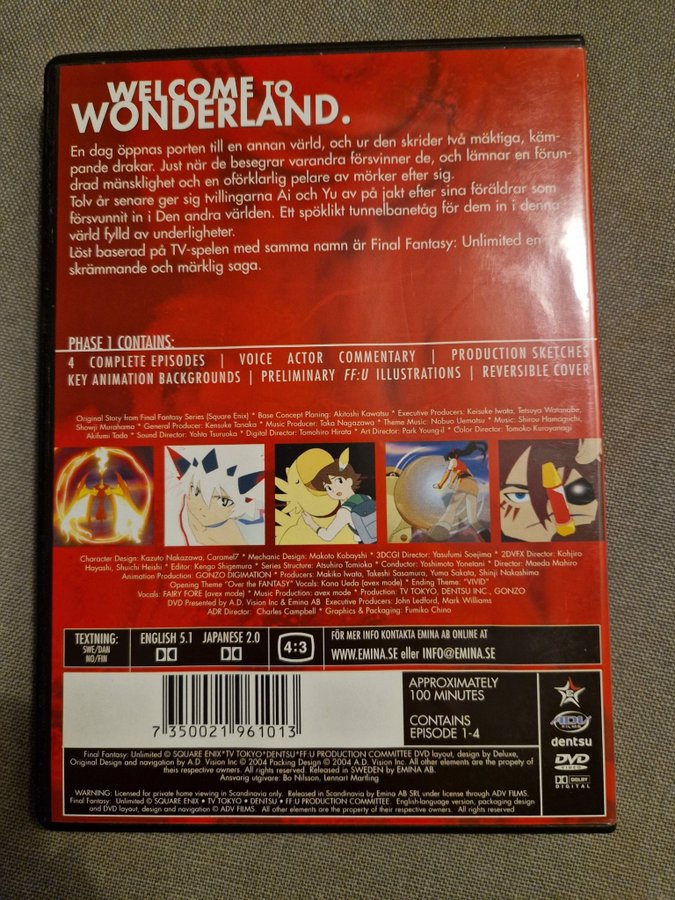 WELCOME TO
WONDERLAND.
En dag öppnas porten till en annan värld, och ur den skrider två mäktiga, käm-
pande drakar. Just när de besegrar varandra försvinner de, och lämnar en förun-
drad mänsklighet och en oförklarlig pelare av mörker efter sig.
Tolv år senare ger sig tvillingarna Ai och Yu av på jakt efter sina föräldrar som
försvunnit in i Den andra världen. Ett spöklikt tunnelbanetåg för dem in i denna
värld fylld av underligheter.
Löst baserad på TV-spelen med samma namn är Final Fantasy: Unlimited en
skrämmande och märklig saga.
PHASE 1 CONTAINS:
4 COMPLETE EPISODES | VOICE ACTOR COMMENTARY | PRODUCTION SKETCHES
KEY ANIMATION BACKGROUNDS | PRELIMINARY FF:U ILLUSTRATIONS | REVERSIBLE COVER
Original Story from Final Fantasy Series (Square Enix) * Base Concept Planing: Akitoshi Kawatsu * Executive Producers: Keisuke Iwata, Tetsuya Watanabe,
Showji Murahama * General Producer: Kensuke Tanaka * Music Producer: Taka Nagazawa * Theme Music: Nobuo Uematsu * Music: Shirou Hamaguchi,
Akifumi Tada * Sound Director: Yohta Tsuruoka * Digital Director: Tomohiro Hirata * Art Director: Park Young-il * Color Director: Tomoko Kuroyanagi
Character Design: Kazuto Nakazawa, Caramel7 * Mechanic Design: Makoto Kobayshi * 3DCGI Director: Yasufumi Soejima * 2DVFX Director: Kohjiro
Hayashi, Shuichi Heishi * Editor: Kengo Shigemura * Series Structure: Atsuhiro Tomioka * Conductor: Yoshimoto Yonetani * Director: Maeda Mahiro
Animation Production: GONZO DIGIMATION * Producers: Makiko Iwata, Takeshi Sasamura, Yuma Sakata, Shinji Nakashima
Opening Theme "Over the FANTASY" Vocals: Kana Ueda (avex mode) * Ending Theme: "VIVID"
Vocals: FAIRY FORE (avex mode) * Music Production: avex mode * Production: TV TOKYO, DENTSU INC., GONZO
DVD Presented by A.D. Vision Inc & Emina AB Executive Producers: John Ledford, Mark Williams
ADR Director: Charles Campbell * Graphics & Packaging: Fumiko Chino
TEXTNING:
SWE/DAN
NO/FIN
ENGLISH 5.1 JAPANESE 2.0
4:3
FÖR MER INFO KONTAKTA EMINA AB ONLINE AT
WWW.EMINA.SE eller INFO@EMINA.SE
7 350021 961013
APPROXIMATELY
100 MINUTES
CONTAINS
EPISODE 1-4
ADV
FILMS
dentsu
DVD
VIDEO
DOLBY
DIGITAL
Final Fantasy: Unlimited © SQUARE ENIX*TV TOKYO*DENTSU*FF:U PRODUCTION COMMITTEE DVD layout, design by Deluxe,
Original Design and navigation by A.D. Vision Inc © 2004 Packing Design © 2004 A.D. Vision Inc. All other elements are the propety of
theis respective owners. All rights reserved. Released in SWEDEN by EMINA AB.
Ansvarig utgivare: Bo Nilsson, Lennart Martling
WARNING: Licensed for private home viewing in Scandinavia only. Released in Scandinavia by Emina AB SRL under license through ADV FILMS.
Final Fantasy: Unlimited © SQUARE ENIX • TV TOKYO • DENTSU • FF:U PRODUCTION COMMITTEE. English-language version, packaging design
and DVD layout, design and navigation © ADV FILMS. All other elements are the property of their respective owners. All rights reserved